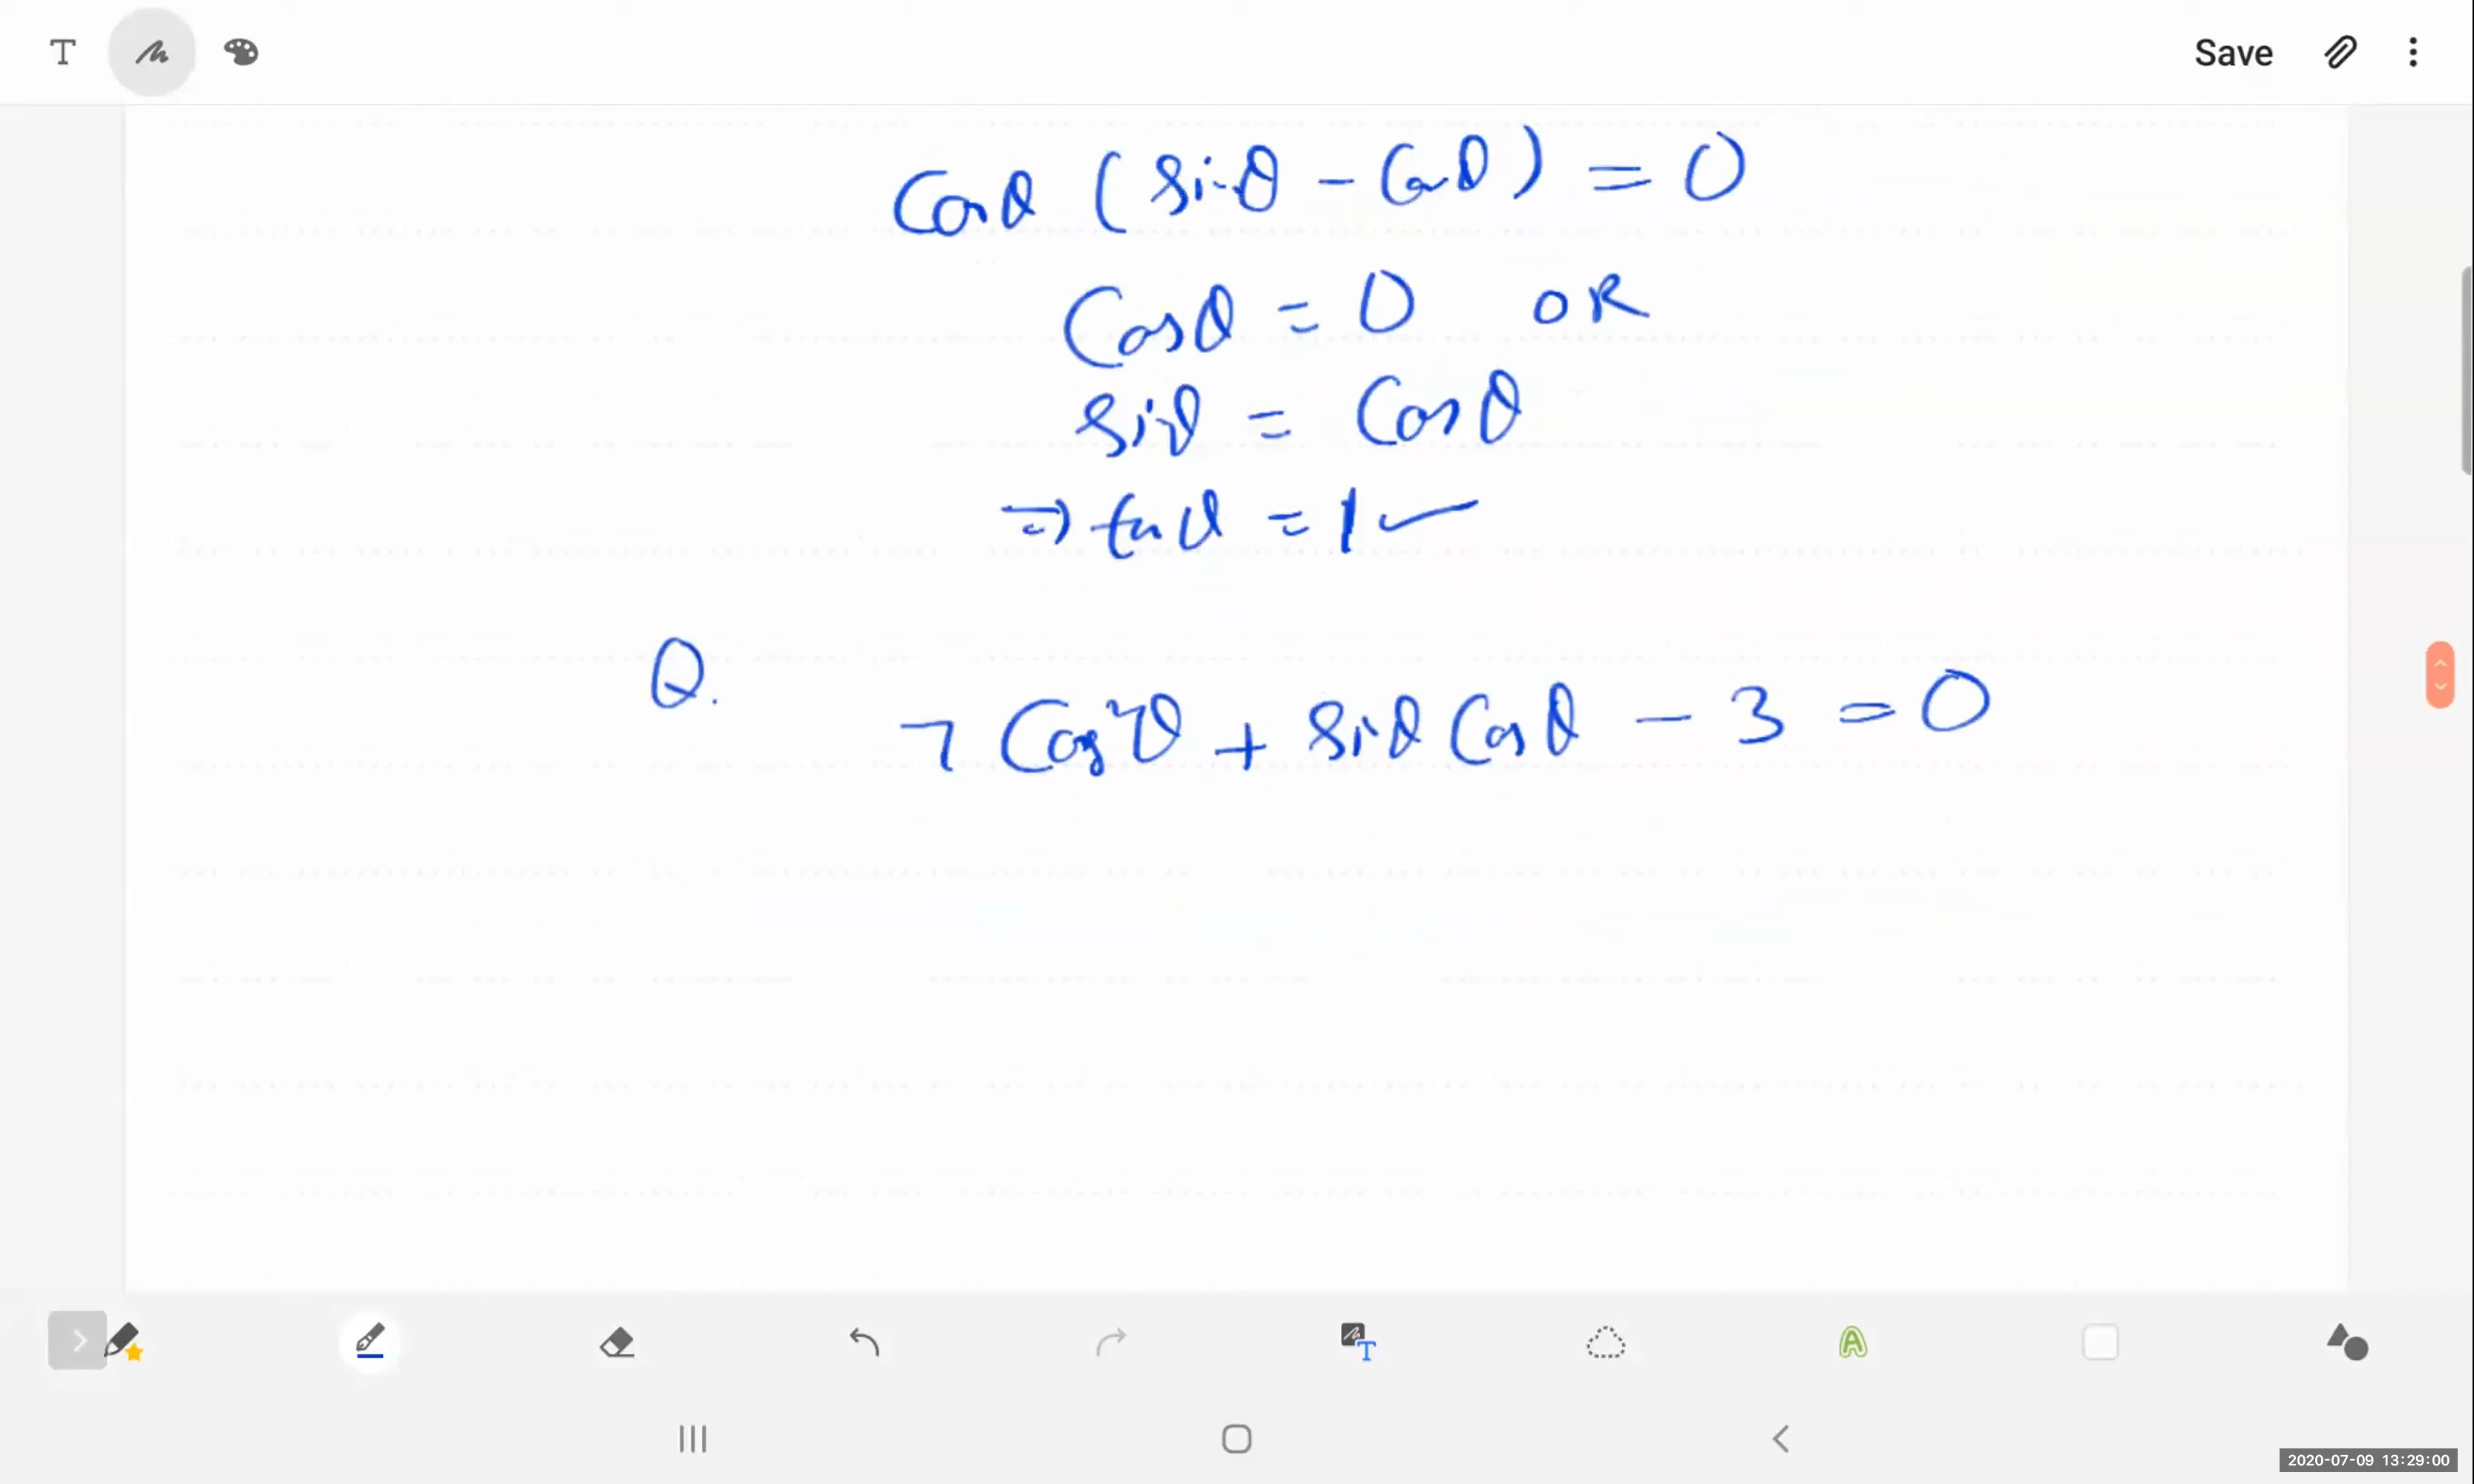 T Save
Cosθ (sinθ - Cosθ) = 0
Cosθ = 0 OR
sinθ = Cosθ
⇒ tanθ = 1 ✓
Q.
7 Cos²θ + sinθ Cosθ - 3 = 0
T A
2020-07-09 13:29:00